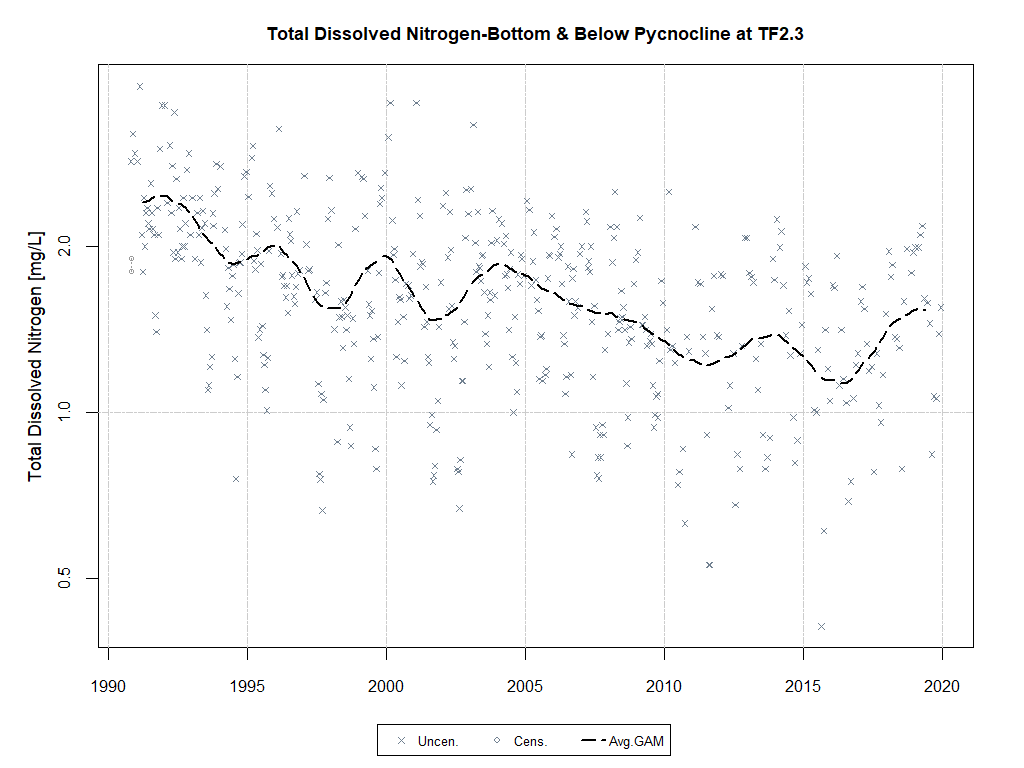 Total Dissolved Nitrogen-Bottom & Below Pycnocline at TF2.3
Total Dissolved Nitrogen [mg/L]
2.0
1.0
0.5
1990 1995 2000 2005 2010 2015 2020
Uncen. Cens. Avg.GAM